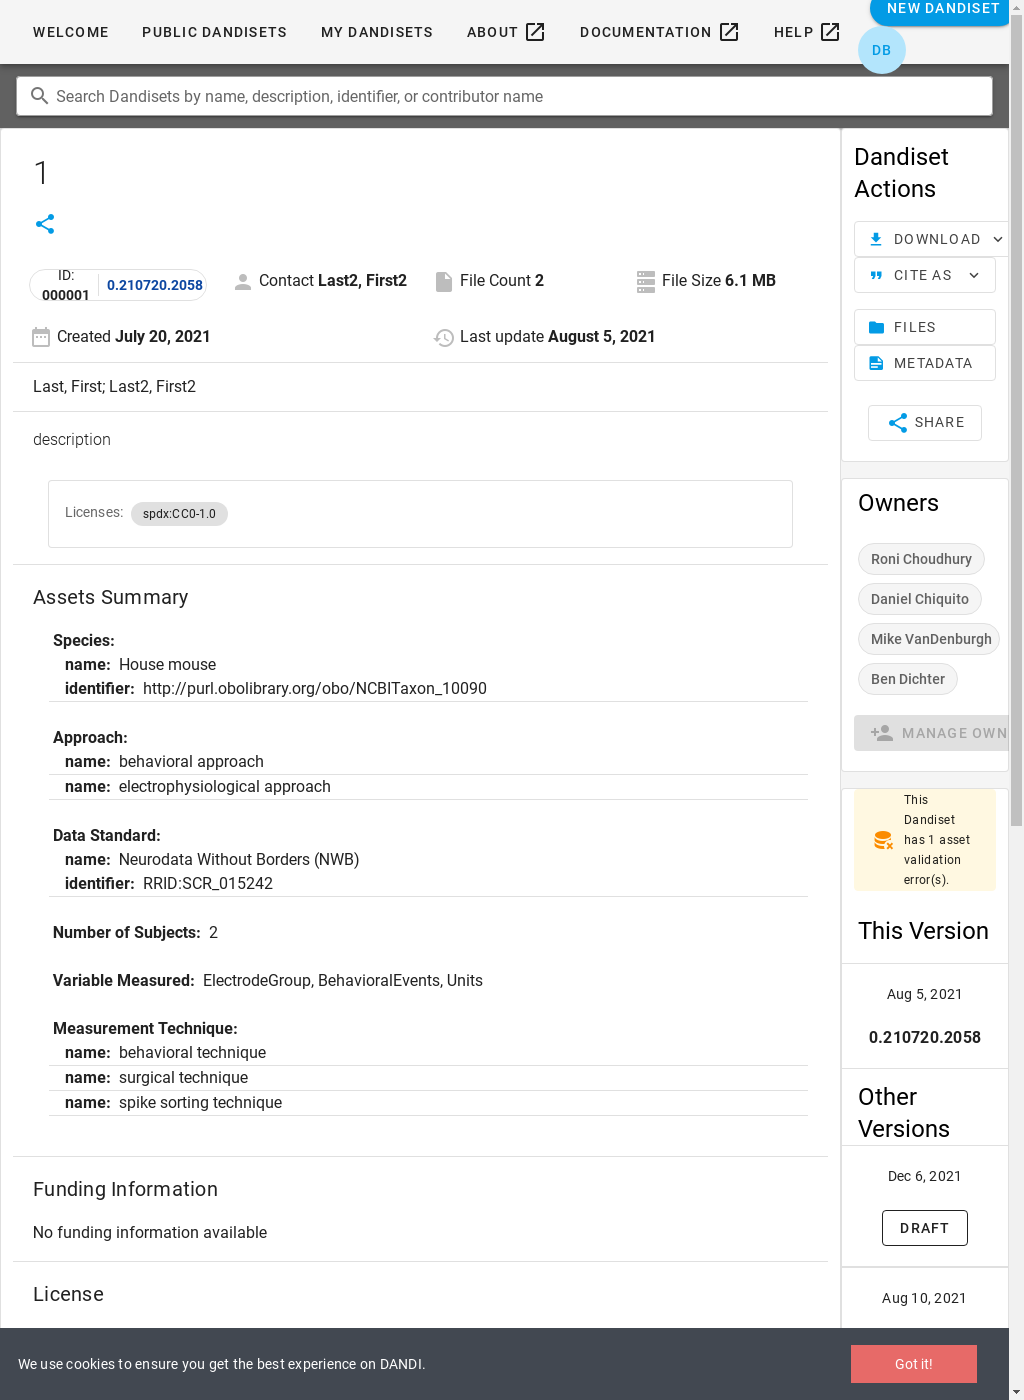 WELCOME PUBLIC DANDISETS MY DANDISETS ABOUT DOCUMENTATION HELP NEW DANDISET
DB
Search Dandisets by name, description, identifier, or contributor name
1
ID: 000001 0.210720.2058 Contact Last2, First2 File Count 2 File Size 6.1 MB
Created July 20, 2021 Last update August 5, 2021
Last, First; Last2, First2
description
Licenses: spdx:CC0-1.0
Assets Summary
Species:
name: House mouse
identifier: http://purl.obolibrary.org/obo/NCBITaxon_10090
Approach:
name: behavioral approach
name: electrophysiological approach
Data Standard:
name: Neurodata Without Borders (NWB)
identifier: RRID:SCR_015242
Number of Subjects: 2
Variable Measured: ElectrodeGroup, BehavioralEvents, Units
Measurement Technique:
name: behavioral technique
name: surgical technique
name: spike sorting technique
Funding Information
No funding information available
License
Dandiset
Actions
DOWNLOAD
CITE AS
FILES
METADATA
SHARE
Owners
Roni Choudhury
Daniel Chiquito
Mike VanDenburgh
Ben Dichter
MANAGE OWN
This
Dandiset
has 1 asset
validation
error(s).
This Version
Aug 5, 2021
0.210720.2058
Other
Versions
Dec 6, 2021
DRAFT
Aug 10, 2021
We use cookies to ensure you get the best experience on DANDI.
Got it!